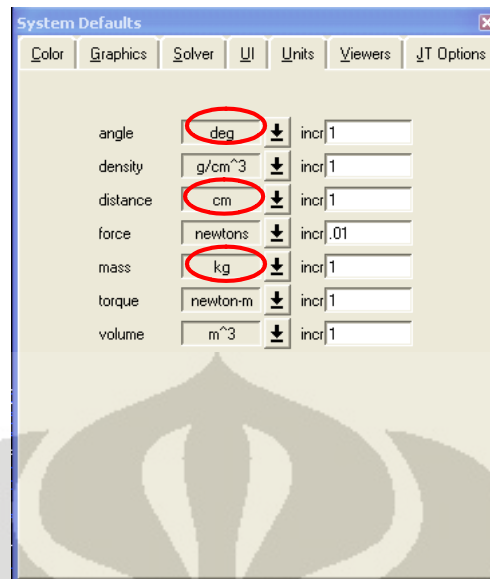 System Defaults
Color Graphics Solver UI Units Viewers JT Options
angle deg incr 1
density g/cm^3 incr 1
distance cm incr 1
force newtons incr .01
mass kg incr 1
torque newton-m incr 1
volume m^3 incr 1